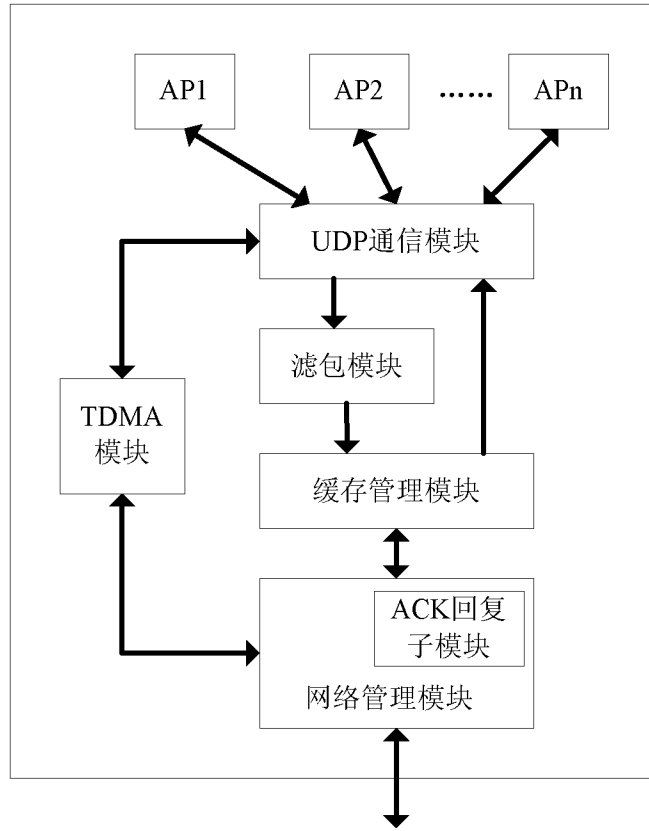 AP1 AP2 …… APn
UDP通信模块
滤包模块
TDMA
模块
缓存管理模块
ACK回复
子模块
网络管理模块